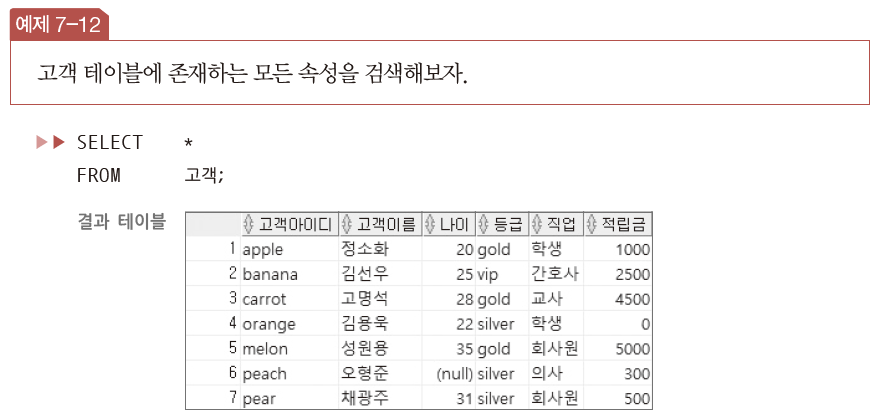 예제 7-12
고객 테이블에 존재하는 모든 속성을 검색해보자.
SELECT *
FROM 고객;
결과 테이블
고객아이디 고객이름 나이 등급 직업 적립금
1 apple 정소화 20 gold 학생 1000
2 banana 김선우 25 vip 간호사 2500
3 carrot 고명석 28 gold 교사 4500
4 orange 김용욱 22 silver 학생 0
5 melon 성원용 35 gold 회사원 5000
6 peach 오형준 (null) silver 의사 300
7 pear 채광주 31 silver 회사원 500